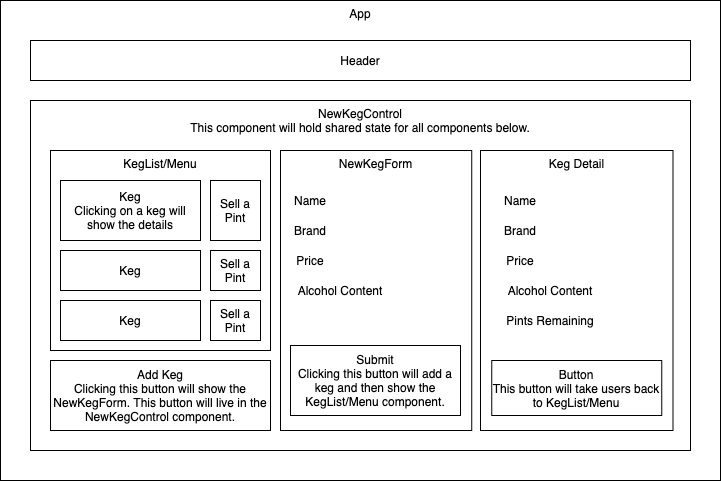 App
Header
NewKegControl
This component will hold shared state for all components below.
KegList/Menu
Keg
Clicking on a keg will
show the details
Sell a
Pint
Keg
Sell a
Pint
Keg
Sell a
Pint
Add Keg
Clicking this button will show the
NewKegForm. This button will live in the
NewKegControl component.
NewKegForm
Name
Brand
Price
Alcohol Content
Submit
Clicking this button will add a
keg and then show the
KegList/Menu component.
Keg Detail
Name
Brand
Price
Alcohol Content
Pints Remaining
Button
This button will take users back
to KegList/Menu